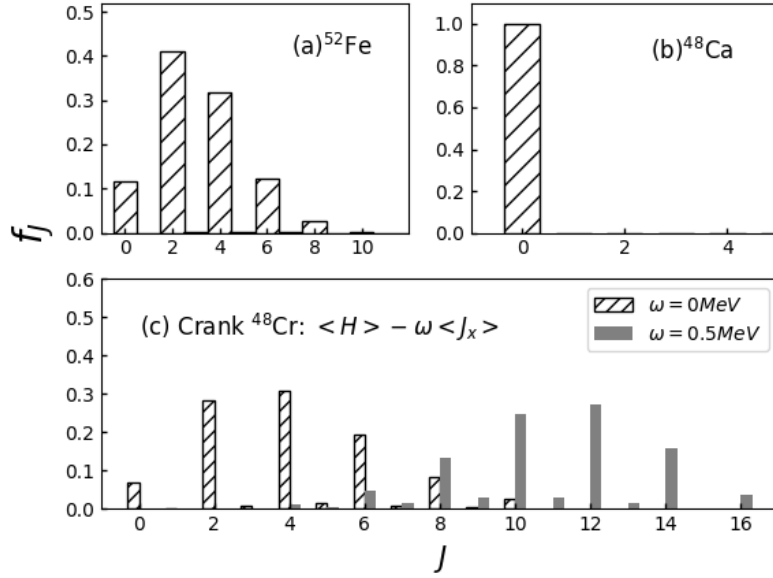 0.5
0.4
0.3
0.2
0.1
0.0
(a)⁵²Fe
0 2 4 6 8 10
1.0
0.8
0.6
0.4
0.2
0.0
(b)⁴⁸Ca
0 2 4
f_J
0.6
0.5
0.4
0.3
0.2
0.1
0.0
(c) Crank ⁴⁸Cr: < H > − ω < J_x >
ω = 0MeV
ω = 0.5MeV
0 2 4 6 8 10 12 14 16
J